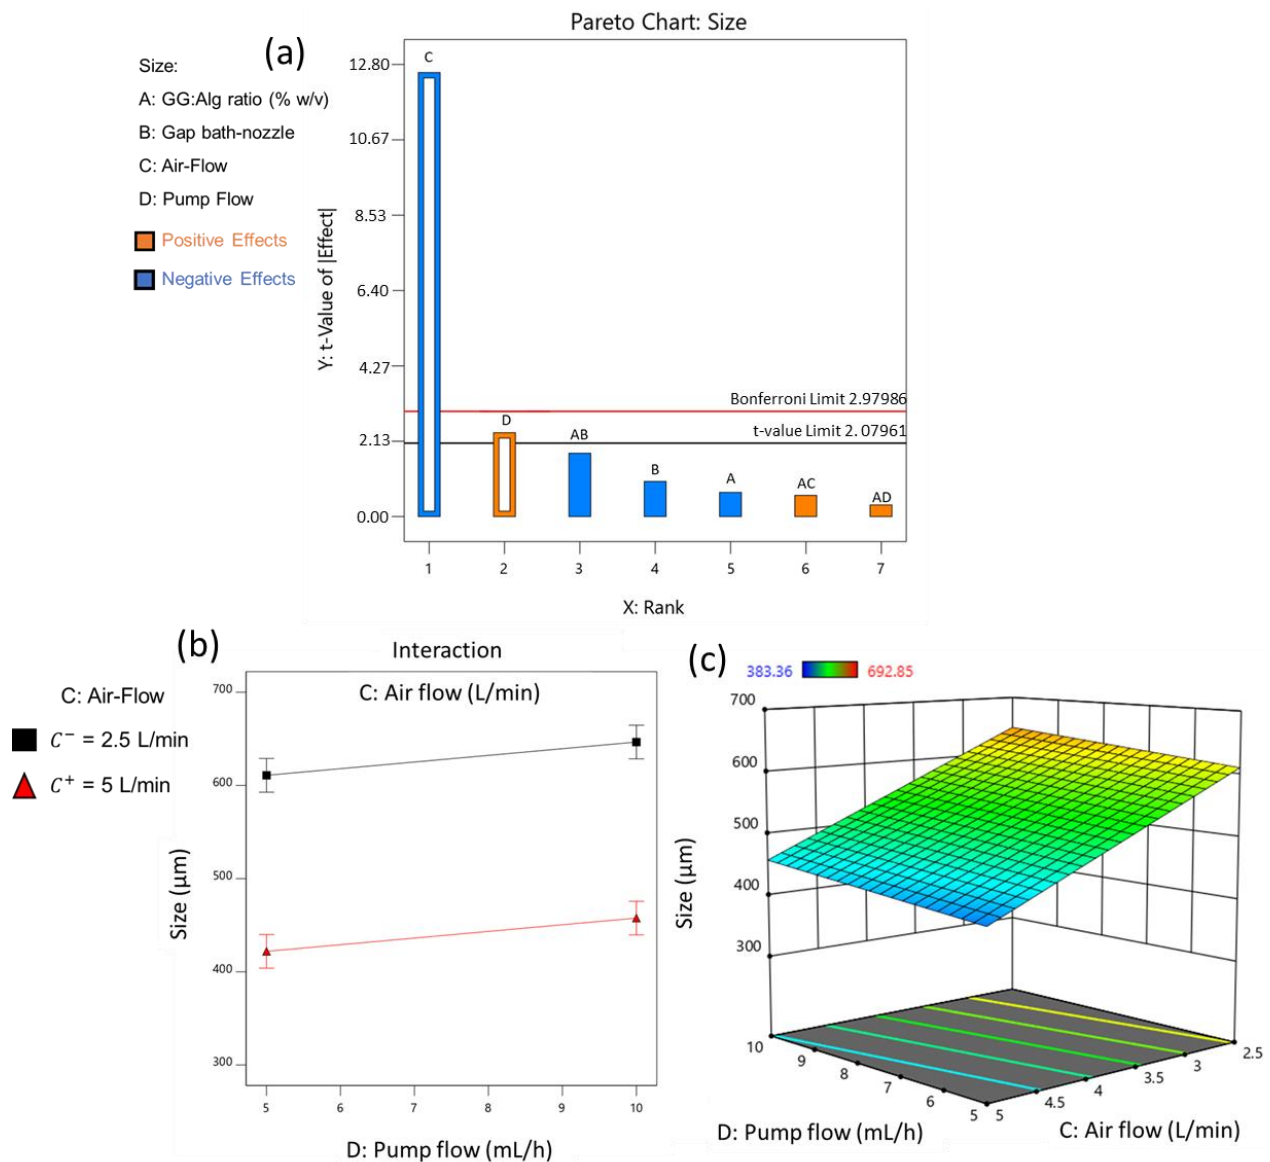 Pareto Chart: Size
(a)
Size:
A: GG:Alg ratio (% w/v)
B: Gap bath-nozzle
C: Air-Flow
D: Pump Flow
Positive Effects
Negative Effects
Y: t-Value of |Effect|
12.80
10.67
8.53
6.40
4.27
2.13
0.00
C
D
AB
B
A
AC
AD
Bonferroni Limit 2.97986
t-value Limit 2.07961
1 2 3 4 5 6 7
X: Rank
(b)
Interaction
C: Air flow (L/min)
C: Air-Flow
C⁻ = 2.5 L/min
C⁺ = 5 L/min
Size (μm)
700
600
500
400
300
5 6 7 8 9 10
D: Pump flow (mL/h)
(c)
383.36 692.85
700
600
500
400
300
Size (μm)
10
9
8
7
6
5
5
4.5
4
3.5
3
2.5
D: Pump flow (mL/h)
C: Air flow (L/min)